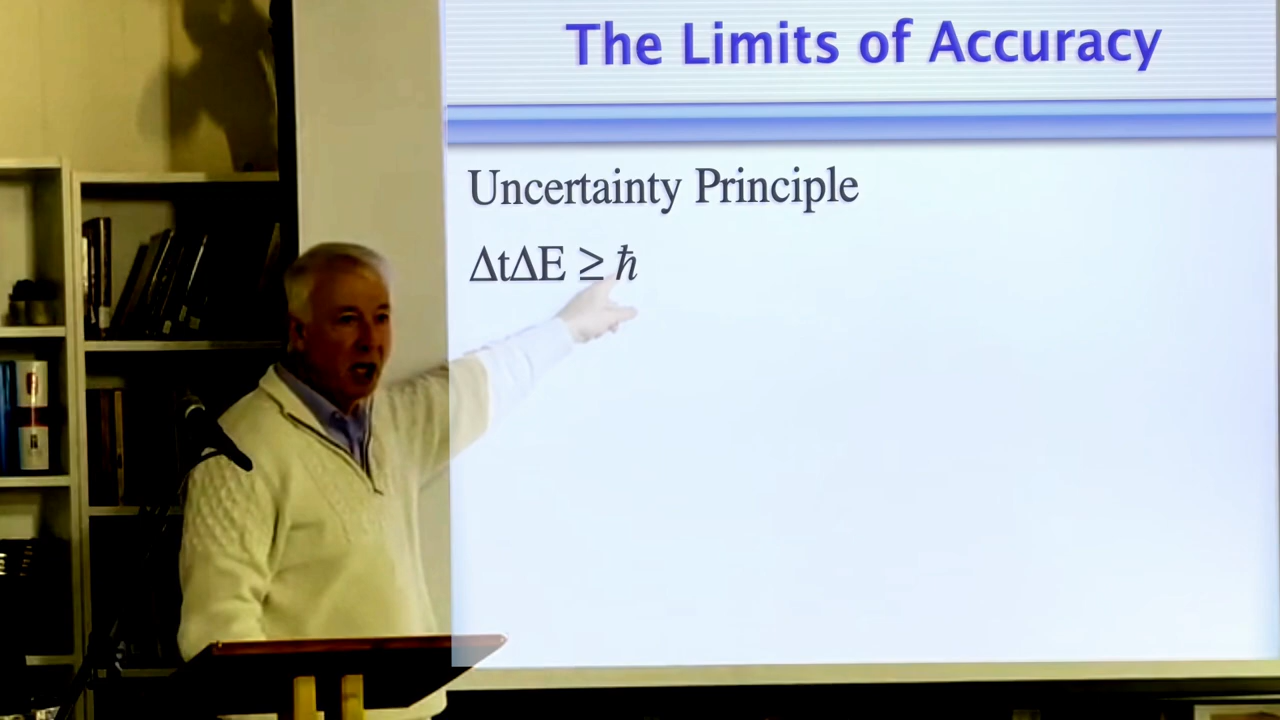 The Limits of Accuracy
Uncertainty Principle
ΔtΔE ≥ ħ